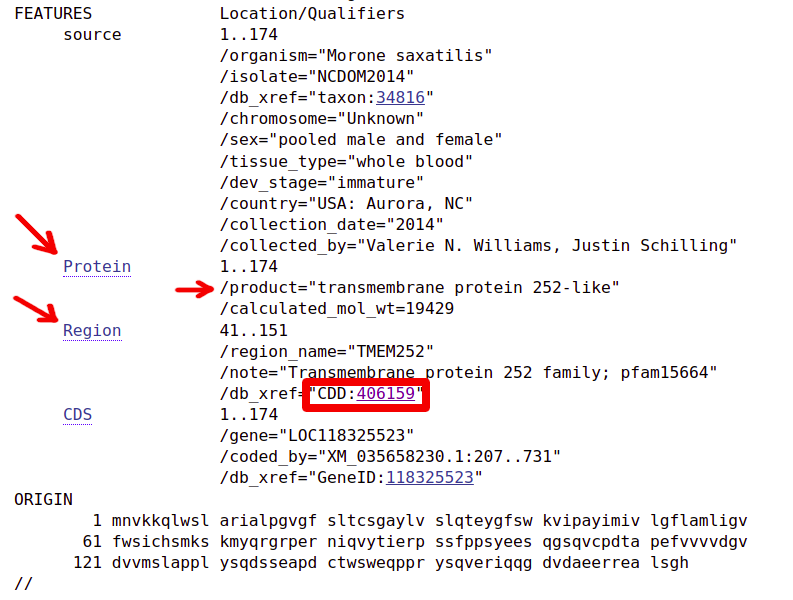 FEATURES Location/Qualifiers
source 1..174
/organism="Morone saxatilis"
/isolate="NCDOM2014"
/db_xref="taxon:34816"
/chromosome="Unknown"
/sex="pooled male and female"
/tissue_type="whole blood"
/dev_stage="immature"
/country="USA: Aurora, NC"
/collection_date="2014"
/collected_by="Valerie N. Williams, Justin Schilling"
Protein 1..174
/product="transmembrane protein 252-like"
/calculated_mol_wt=19429
Region 41..151
/region_name="TMEM252"
/note="Transmembrane protein 252 family; pfam15664"
/db_xref="CDD:406159"
CDS 1..174
/gene="LOC118325523"
/coded_by="XM_035658230.1:207..731"
/db_xref="GeneID:118325523"
ORIGIN
1 mnvkkqlwsl arialpgvgf sltcsgaylv slqteygfsw kvipayimiv lgflamligv
61 fwsichsmks kmyqrgrper niqvytierp ssfppsyees qgsqvcpdta pefvvvvdgv
121 dvvmslappl ysqdsseapd ctwsweqppr ysqveriqqg dvdaeerrea lsgh
//